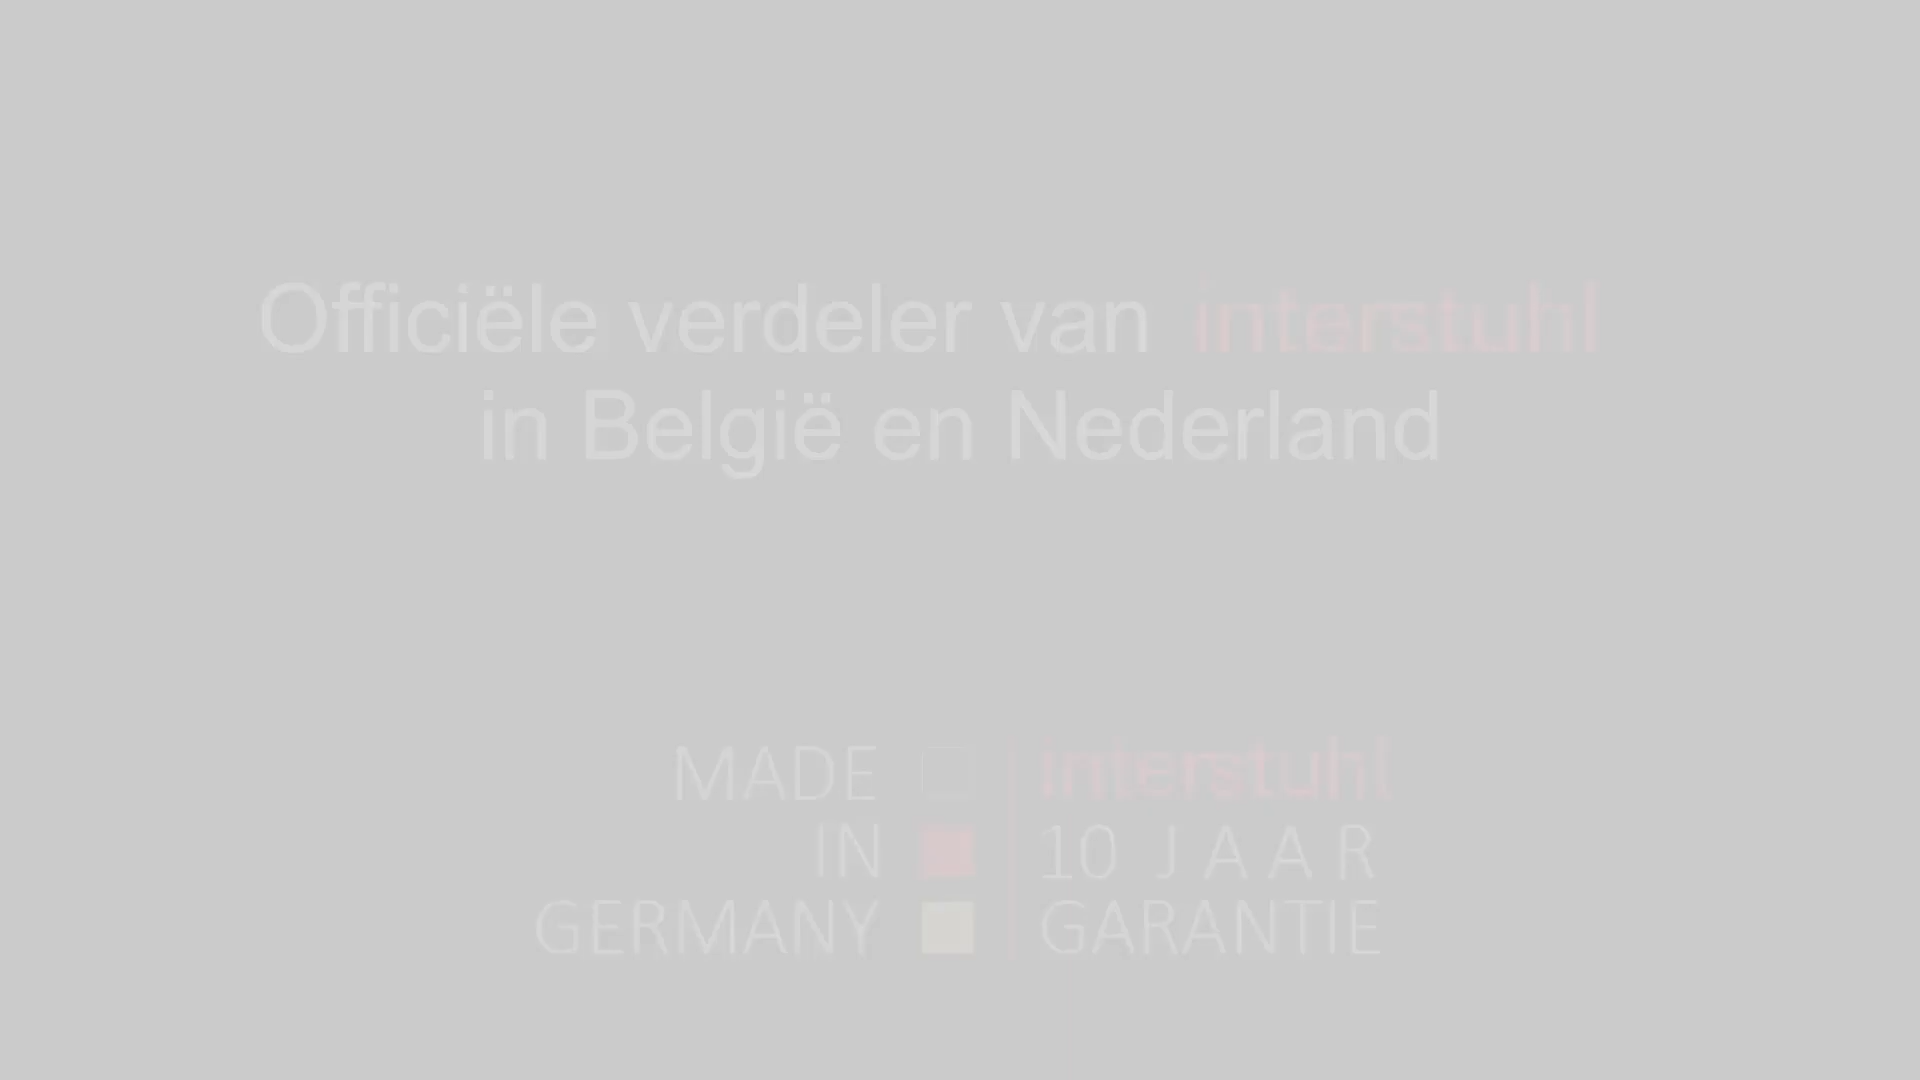 Officiële verdeler van interstuhl
in België en Nederland
MADE
IN
GERMANY
interstuhl
10 JAAR
GARANTIE